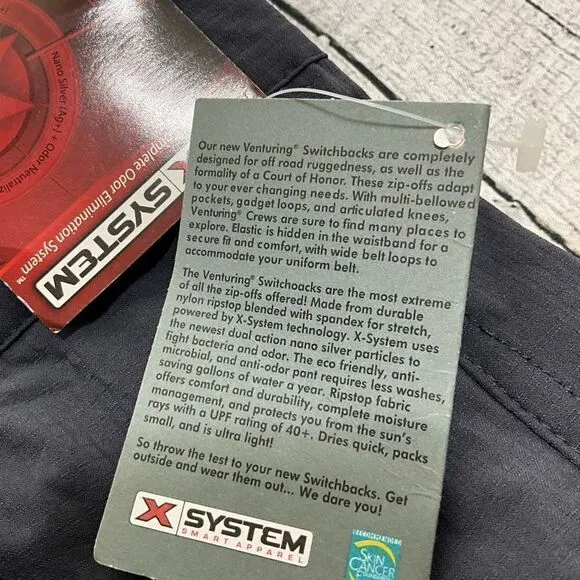 Nano Silver (Ag+) + Odor Neutraliz
Complete Odor Elimination System™
X SYSTEM
Our new Venturing® Switchbacks are completely
designed for off road ruggedness, as well as the
formality of a Court of Honor. These zip-offs adapt
to your ever changing needs. With multi-bellowed
pockets, gadget loops, and articulated knees,
Venturing® Crews are sure to find many places to
explore. Elastic is hidden in the waistband for a
secure fit and comfort, with wide belt loops to
accommodate your uniform belt.
The Venturing® Switchbacks are the most extreme
of all the zip-offs offered! Made from durable
nylon ripstop blended with spandex for stretch,
powered by X-System technology. X-System uses
the newest dual action nano silver particles to
fight bacteria and odor. The eco friendly, anti-
microbial, and anti-odor pant requires less washes,
saving gallons of water a year. Ripstop fabric
offers comfort and durability, complete moisture
management, and protects you from the sun's
rays with a UPF rating of 40+. Dries quick, packs
small, and is ultra light!
So throw the test to your new Switchbacks. Get
outside and wear them out... We dare you!
X SYSTEM
SMART APPAREL
RECOMMENDED
SKIN
CANCER